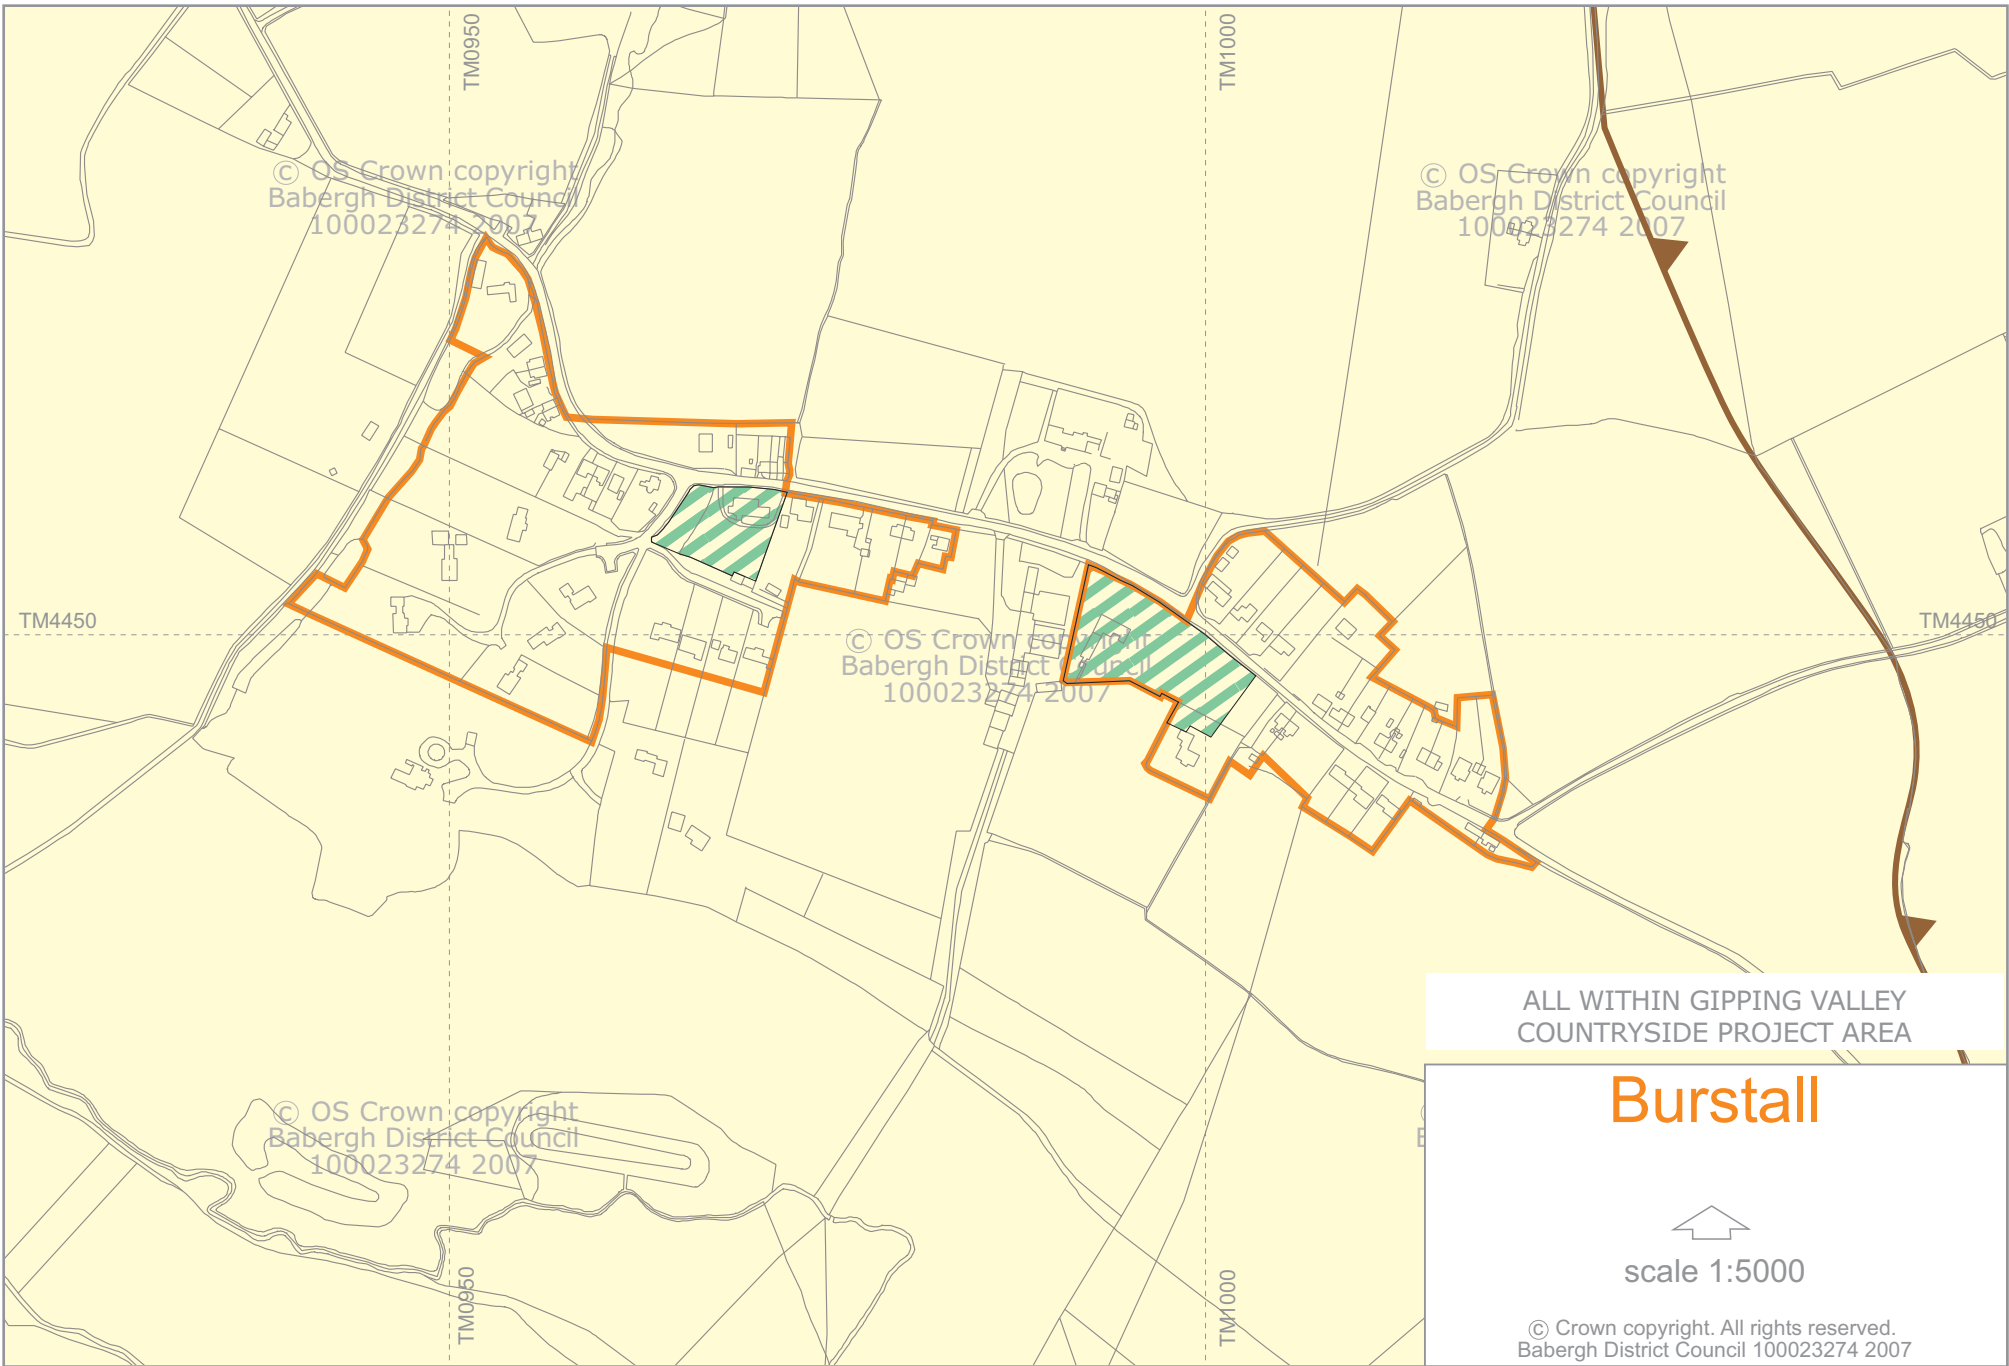 TM0950
TM1000
© OS Crown copyright
Babergh District Council
100023274 2007
© OS Crown copyright
Babergh District Council
100023274 2007
TM4450
TM4450
© OS Crown copyright
Babergh District Council
100023274 2007
ALL WITHIN GIPPING VALLEY
COUNTRYSIDE PROJECT AREA
Burstall
© OS Crown copyright
Babergh District Council
100023274 2007
scale 1:5000
TM0950
TM1000
© Crown copyright. All rights reserved.
Babergh District Council 100023274 2007